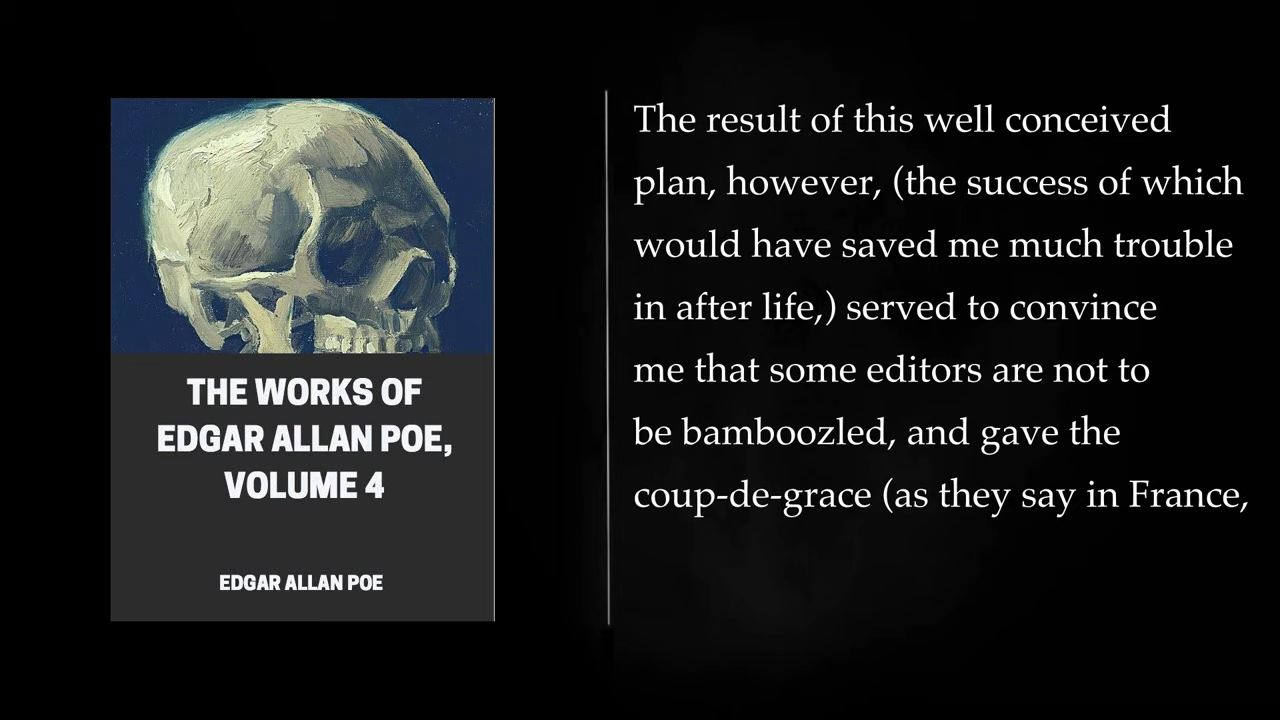 THE WORKS OF
EDGAR ALLAN POE,
VOLUME 4
EDGAR ALLAN POE
The result of this well conceived
plan, however, (the success of which
would have saved me much trouble
in after life,) served to convince
me that some editors are not to
be bamboozled, and gave the
coup-de-grace (as they say in France,